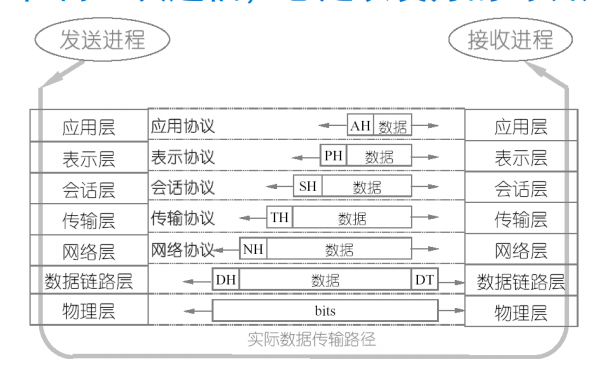 发送进程 接收进程
应用层 应用协议 AH 数据 应用层
表示层 表示协议 PH 数据 表示层
会话层 会话协议 SH 数据 会话层
传输层 传输协议 TH 数据 传输层
网络层 网络协议 NH 数据 网络层
数据链路层 DH 数据 DT 数据链路层
物理层 bits 物理层
实际数据传输路径